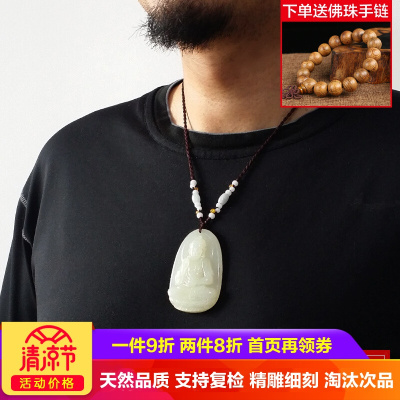 下单送佛珠手链
清凉节
活动价格
一件9折 两件8折 首页再领券
天然品质 支持复检 精雕细刻 淘汰次品